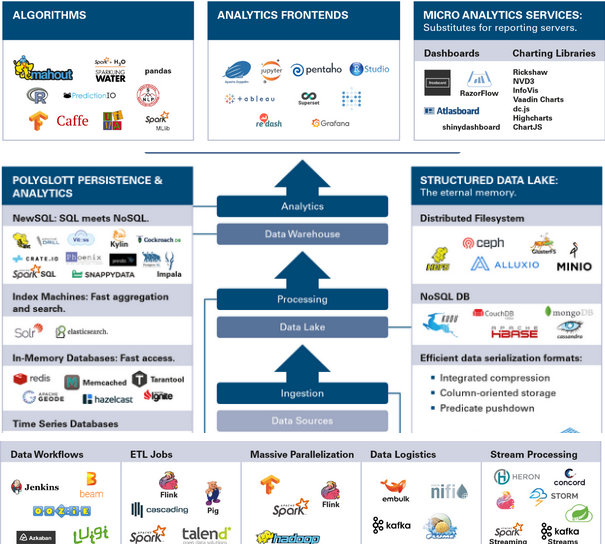 ALGORITHMS
mahout
Spark + H2O
SPARKLING
WATER
pandas
R
PredictionIO
NLP
Caffe
Spark
MLlib
ANALYTICS FRONTENDS
Apache Zeppelin
jupyter
pentaho
R Studio
+ableau
Superset
re:dash
Grafana
MICRO ANALYTICS SERVICES:
Substitutes for reporting servers.
Dashboards
RazorFlow
Atlasboard
shinydashboard
Charting Libraries
Rickshaw
NVD3
InfoVis
Vaadin Charts
dc.js
Highcharts
ChartJS
POLYGLOTT PERSISTENCE &
ANALYTICS
NewSQL: SQL meets NoSQL.
DRILL
Kylin
Cockroach DB
CRATE.IO
Phoenix
presto
Spark SQL
SNAPPYDATA
Impala
Index Machines: Fast aggregation
and search.
Solr
elasticsearch.
In-Memory Databases: Fast access.
redis
Memcached
Tarantool
APACHE
GEODE
hazelcast
Ignite
Time Series Databases
Analytics
Data Warehouse
Processing
Data Lake
Ingestion
Data Sources
STRUCTURED DATA LAKE:
The eternal memory.
Distributed Filesystem
HDFS
ceph
GlusterFS
ALLUXIO
MINIO
NoSQL DB
KUDU
CouchDB
mongoDB
APACHE
HBASE
cassandra
Efficient data serialization formats:
Integrated compression
Column-oriented storage
Predicate pushdown
Data Workflows
Jenkins
beam
OOZIE
Azkaban
Luigi
ETL Jobs
Flink
Pig
cascading
Spark
talend
Massive Parallelization
Flink
Spark
hadoop
Data Logistics
embulk
nifi
kafka
Stream Processing
HERON
concord
STORM
Spark
Streaming
kafka
Streams